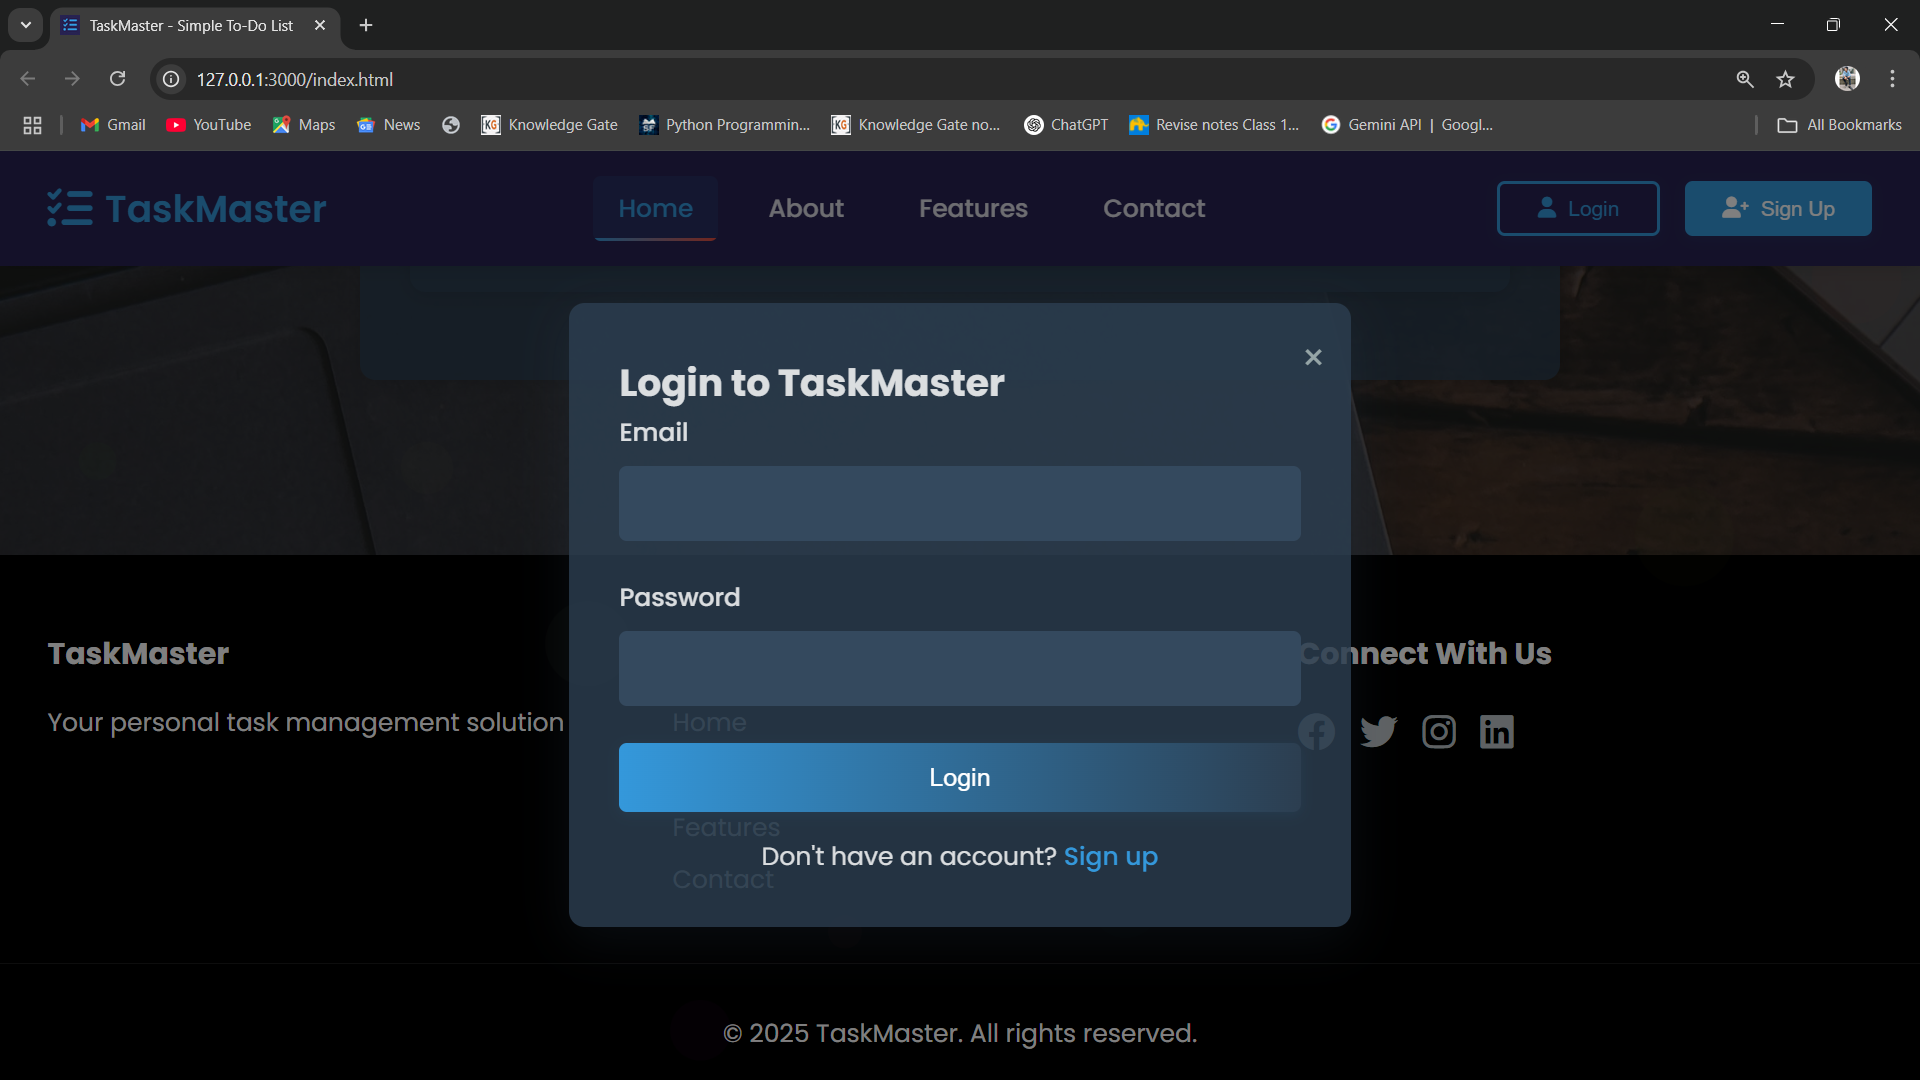 TaskMaster - Simple To-Do List
127.0.0.1:3000/index.html
Gmail YouTube Maps News Knowledge Gate Python Programmin... Knowledge Gate no... ChatGPT Revise notes Class 1... Gemini API | Googl... All Bookmarks
TaskMaster Home About Features Contact Login Sign Up
Login to TaskMaster
Email
Password
TaskMaster
Connect With Us
Your personal task management solution
Home
Login
Features
Don't have an account? Sign up
Contact
© 2025 TaskMaster. All rights reserved.